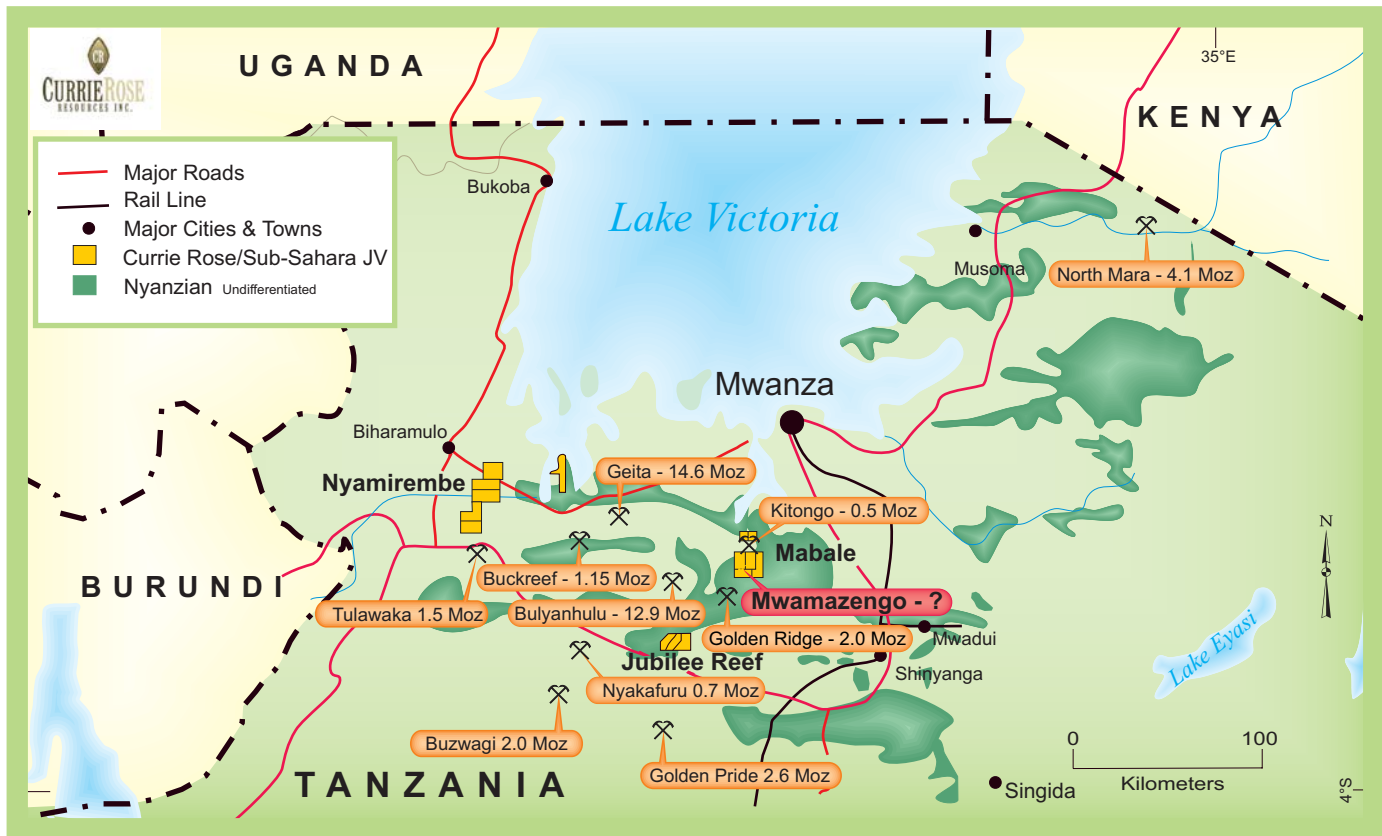 CR
CURRIEROSE
RESOURCES INC.
UGANDA
35°E
KENYA
Major Roads
Rail Line
Major Cities & Towns
Currie Rose/Sub-Sahara JV
Nyanzian Undifferentiated
Bukoba
Lake Victoria
Musoma
North Mara - 4.1 Moz
Mwanza
Biharamulo
Nyamirembe
Geita - 14.6 Moz
Kitongo - 0.5 Moz
Mabale
BURUNDI
Buckreef - 1.15 Moz
Tulawaka 1.5 Moz
Bulyanhulu - 12.9 Moz
Mwamazengo - ?
Golden Ridge - 2.0 Moz
Mwadui
Jubilee Reef
Shinyanga
Nyakafuru 0.7 Moz
Buzwagi 2.0 Moz
Golden Pride 2.6 Moz
TANZANIA
N
Lake Eyasi
0 100
Kilometers
Singida
4°S